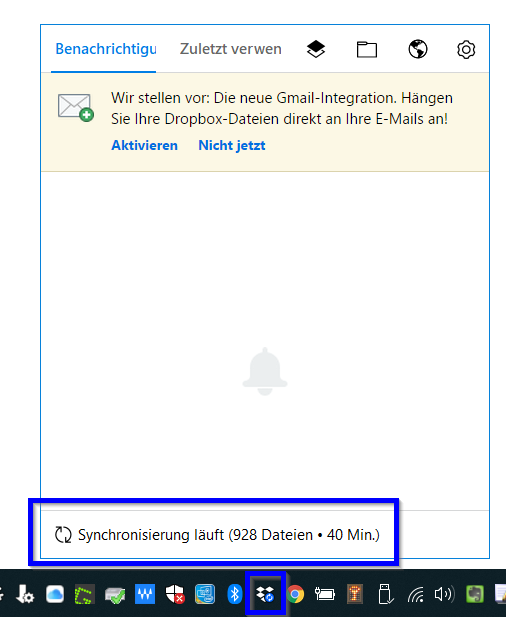 Benachrichtigu Zuletzt verwen
Wir stellen vor: Die neue Gmail-Integration. Hängen
Sie Ihre Dropbox-Dateien direkt an Ihre E-Mails an!
Aktivieren Nicht jetzt
Synchronisierung läuft (928 Dateien • 40 Min.)